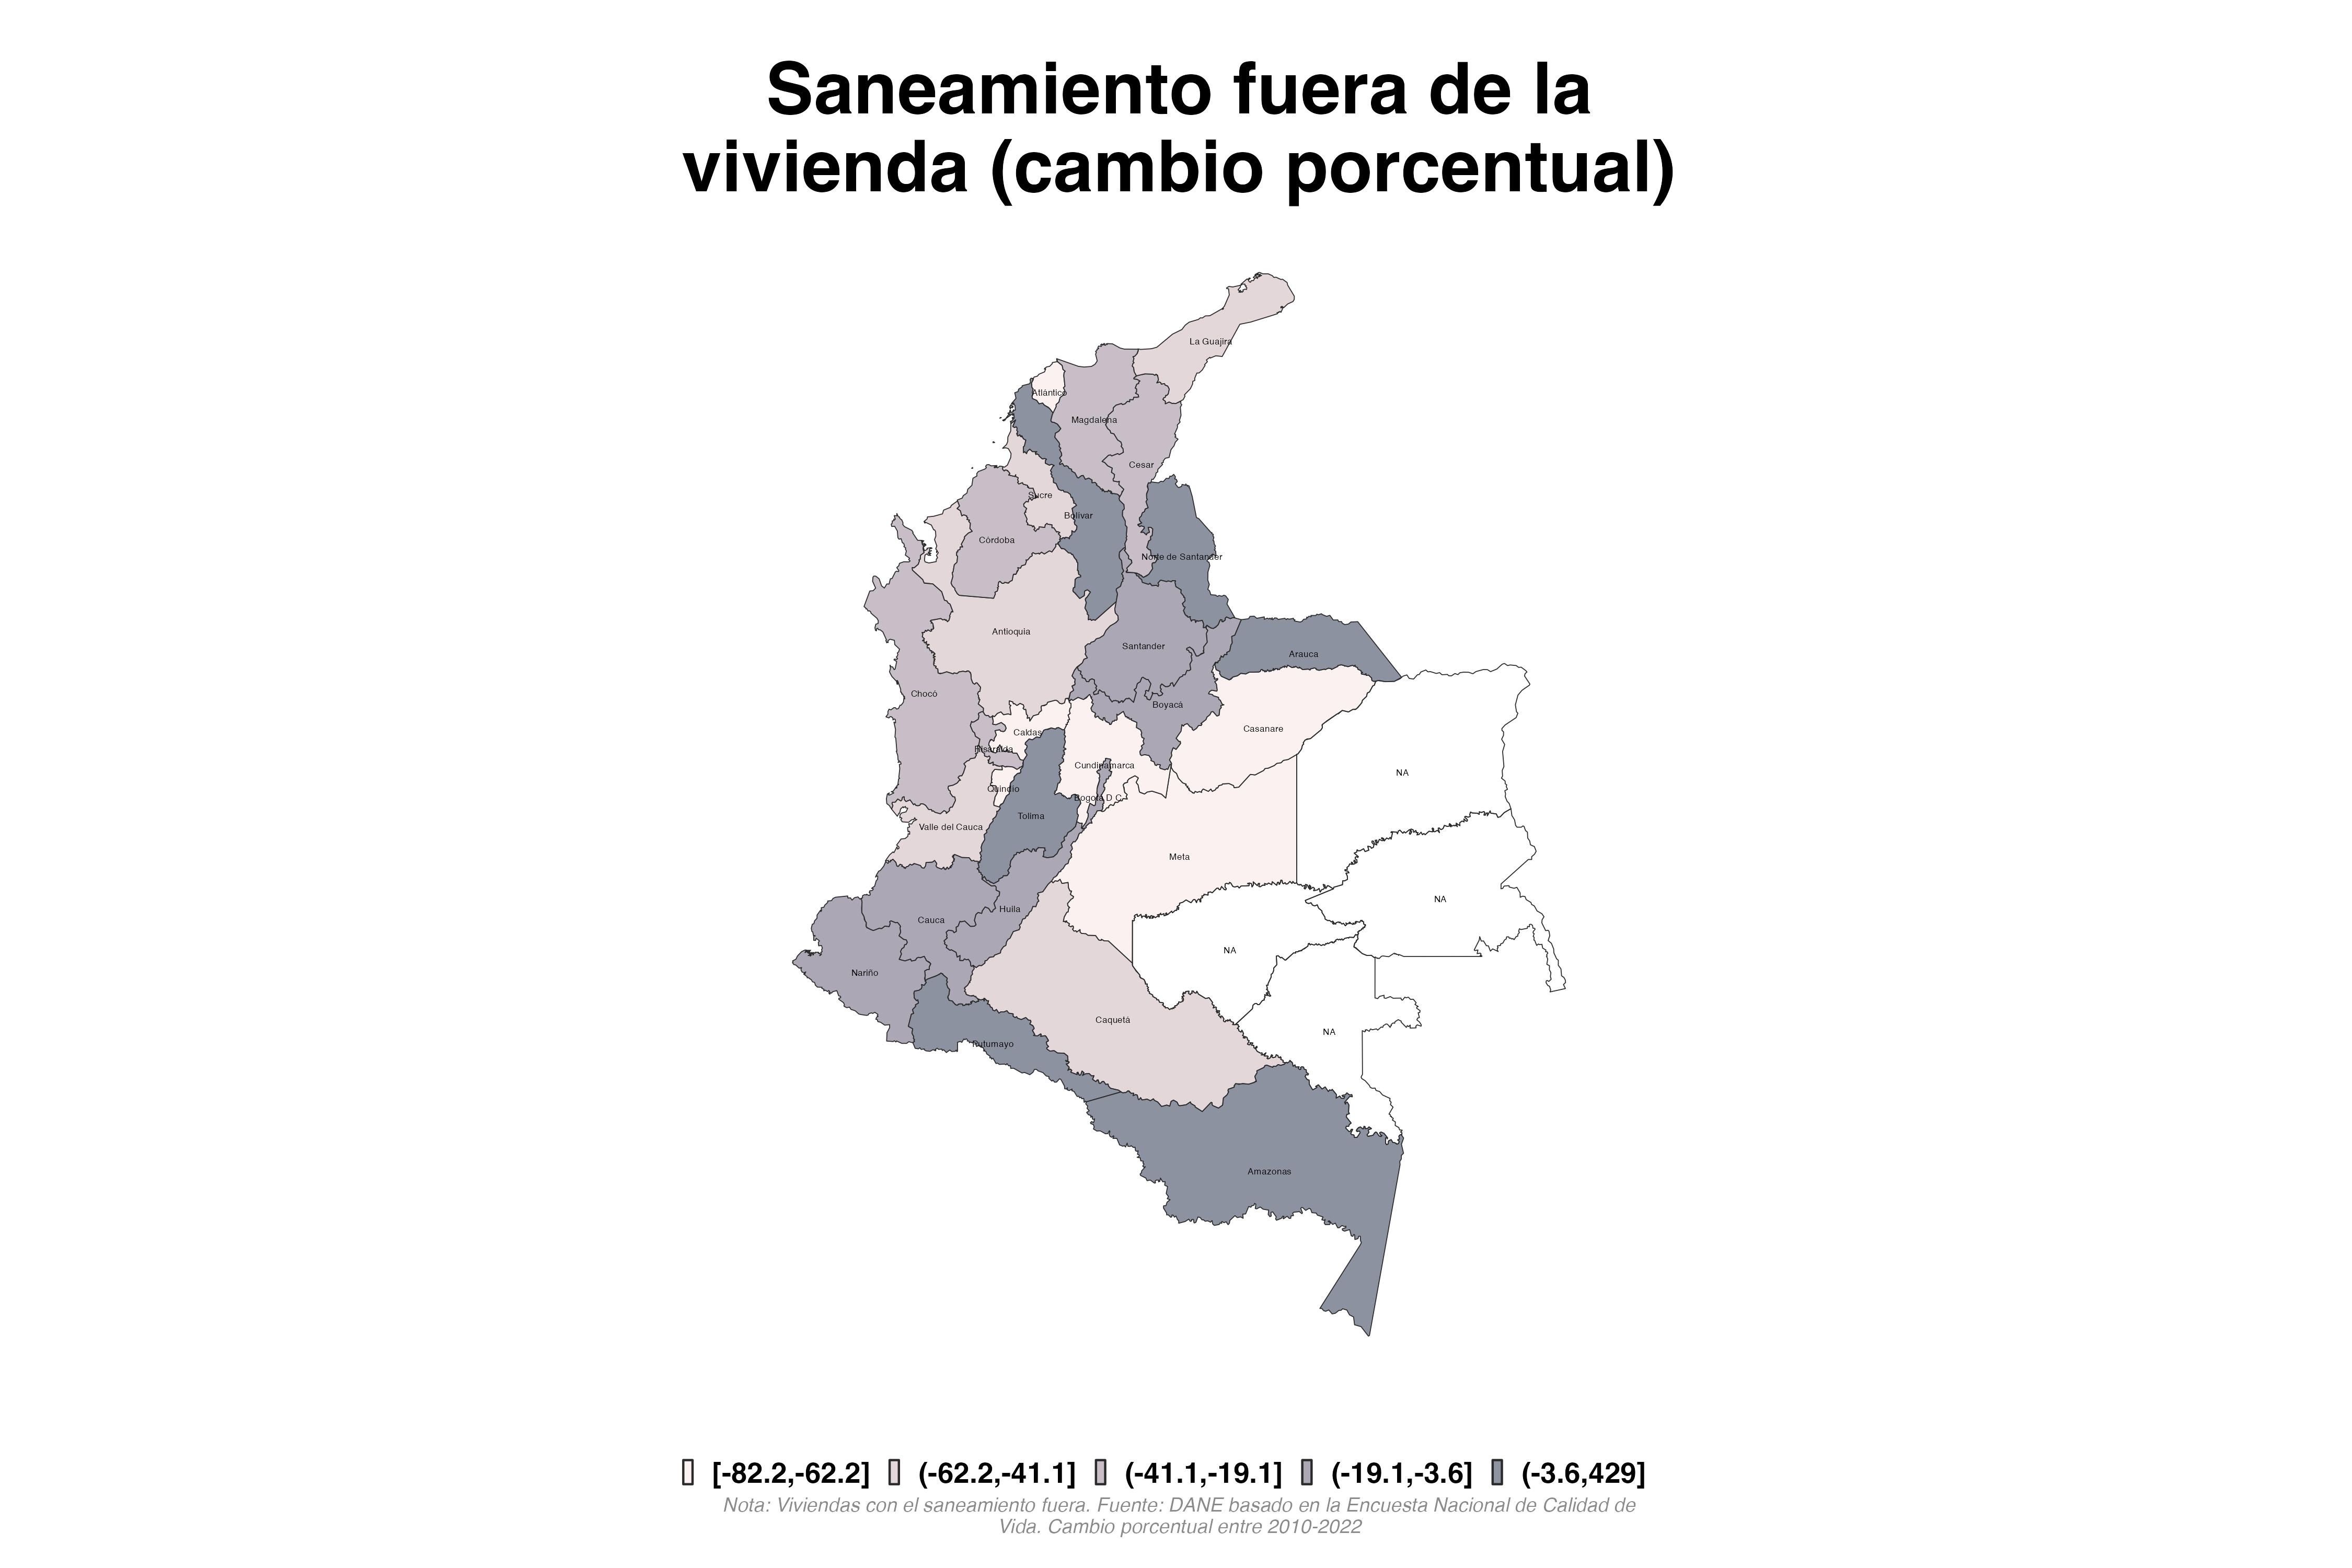 Saneamiento fuera de la
vivienda (cambio porcentual)
La Guajira
Atlántico
Magdalena
Cesar
Sucre
Bolívar
Córdoba
Norte de Santander
Antioquia
Santander
Arauca
Chocó
Boyacá
Casanare
Caldas
Risaralda
Cundinamarca
NA
Quindío
Bogotá D C
Tolima
Valle del Cauca
Meta
NA
Huila
Cauca
NA
Nariño
Caquetá
NA
Putumayo
Amazonas
[-82.2,-62.2] (-62.2,-41.1] (-41.1,-19.1] (-19.1,-3.6] (-3.6,429]
Nota: Viviendas con el saneamiento fuera. Fuente: DANE basado en la Encuesta Nacional de Calidad de
Vida. Cambio porcentual entre 2010-2022